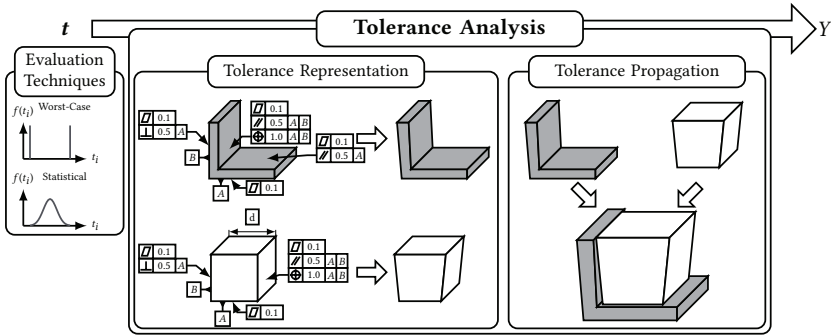 t
Tolerance Analysis
Y
Evaluation
Techniques
f(tᵢ) Worst-Case
tᵢ
f(tᵢ) Statistical
tᵢ
Tolerance Representation
▱ 0.1
⊥ 0.5 A
B
A
▱ 0.1
// 0.5 A B
⌖ 1.0 A B
▱ 0.1
// 0.5 A
▱ 0.1
d
▱ 0.1
⊥ 0.5 A
B
A
▱ 0.1
// 0.5 A B
⌖ 1.0 A B
▱ 0.1
Tolerance Propagation